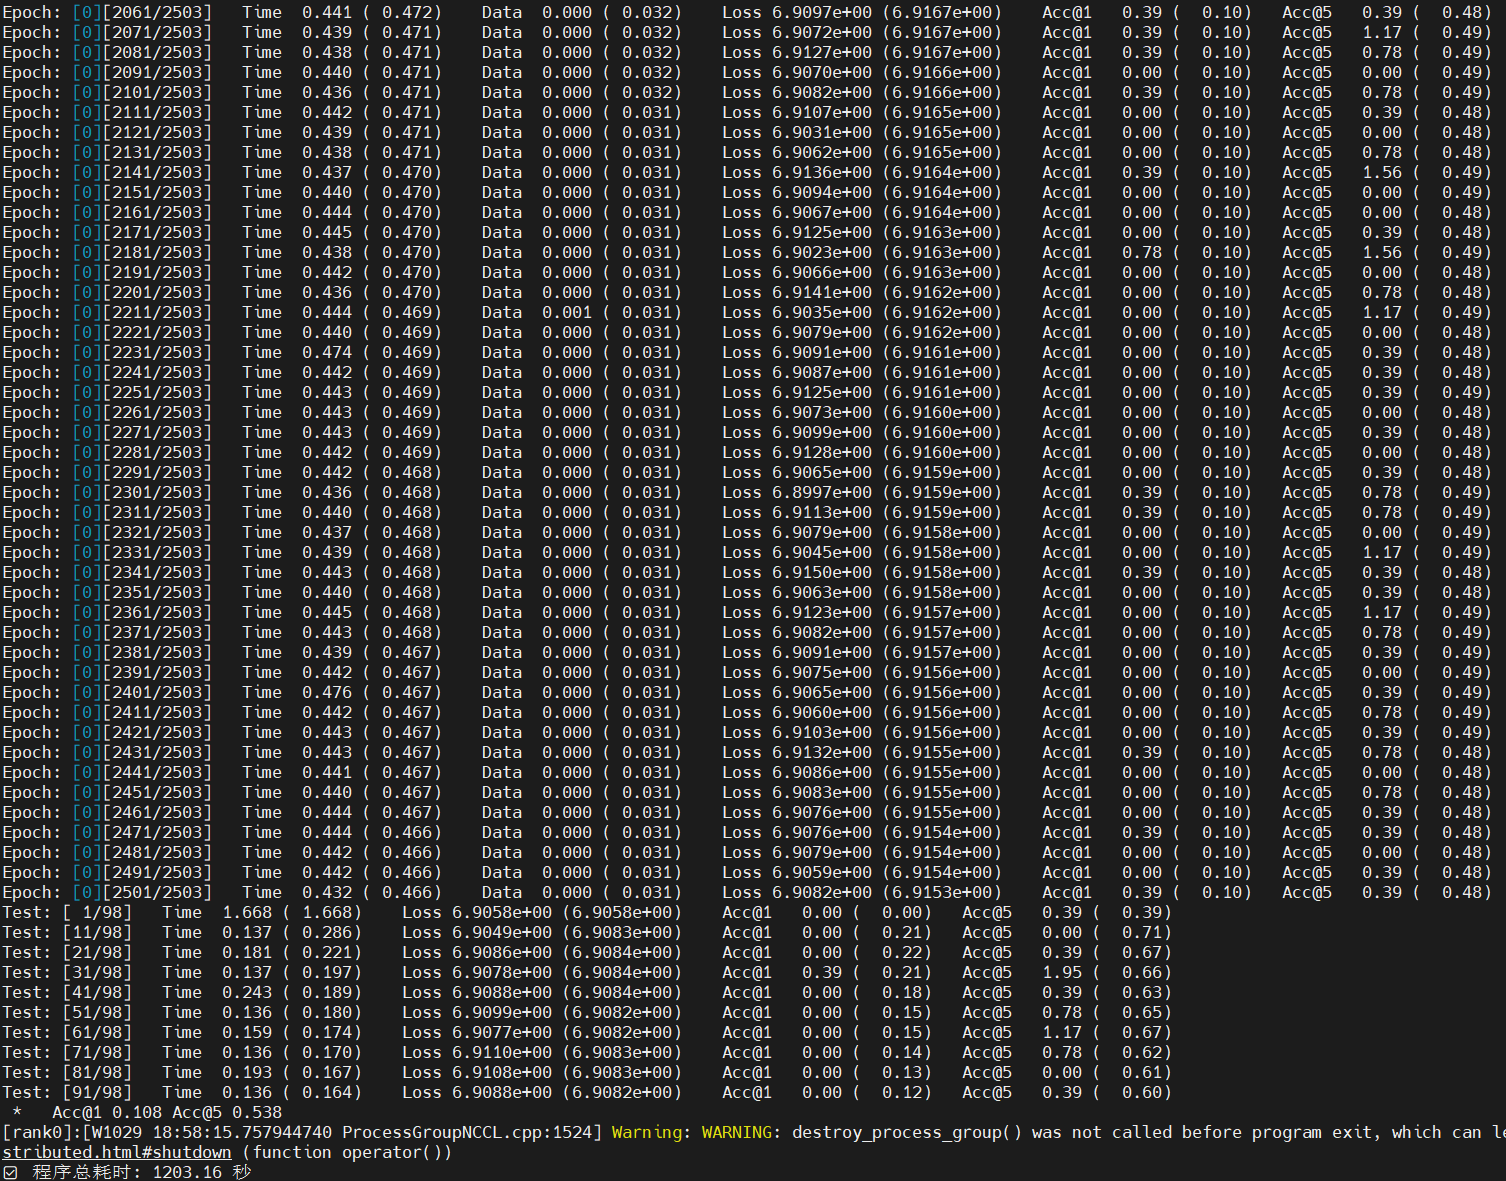 Epoch: [0][2061/2503]   Time  0.441 ( 0.472)    Data  0.000 ( 0.032)    Loss 6.9097e+00 (6.9167e+00)    Acc@1   0.39 (  0.10)   Acc@5   0.39 (  0.48)
Epoch: [0][2071/2503]   Time  0.439 ( 0.471)    Data  0.000 ( 0.032)    Loss 6.9072e+00 (6.9167e+00)    Acc@1   0.39 (  0.10)   Acc@5   1.17 (  0.49)
Epoch: [0][2081/2503]   Time  0.438 ( 0.471)    Data  0.000 ( 0.032)    Loss 6.9127e+00 (6.9167e+00)    Acc@1   0.39 (  0.10)   Acc@5   0.78 (  0.49)
Epoch: [0][2091/2503]   Time  0.440 ( 0.471)    Data  0.000 ( 0.032)    Loss 6.9070e+00 (6.9166e+00)    Acc@1   0.00 (  0.10)   Acc@5   0.00 (  0.49)
Epoch: [0][2101/2503]   Time  0.436 ( 0.471)    Data  0.000 ( 0.032)    Loss 6.9082e+00 (6.9166e+00)    Acc@1   0.39 (  0.10)   Acc@5   0.78 (  0.49)
Epoch: [0][2111/2503]   Time  0.442 ( 0.471)    Data  0.000 ( 0.031)    Loss 6.9107e+00 (6.9165e+00)    Acc@1   0.00 (  0.10)   Acc@5   0.39 (  0.48)
Epoch: [0][2121/2503]   Time  0.439 ( 0.471)    Data  0.000 ( 0.031)    Loss 6.9031e+00 (6.9165e+00)    Acc@1   0.00 (  0.10)   Acc@5   0.00 (  0.48)
Epoch: [0][2131/2503]   Time  0.438 ( 0.471)    Data  0.000 ( 0.031)    Loss 6.9062e+00 (6.9165e+00)    Acc@1   0.00 (  0.10)   Acc@5   0.78 (  0.48)
Epoch: [0][2141/2503]   Time  0.437 ( 0.470)    Data  0.000 ( 0.031)    Loss 6.9136e+00 (6.9164e+00)    Acc@1   0.39 (  0.10)   Acc@5   1.56 (  0.49)
Epoch: [0][2151/2503]   Time  0.440 ( 0.470)    Data  0.000 ( 0.031)    Loss 6.9094e+00 (6.9164e+00)    Acc@1   0.00 (  0.10)   Acc@5   0.00 (  0.49)
Epoch: [0][2161/2503]   Time  0.444 ( 0.470)    Data  0.000 ( 0.031)    Loss 6.9067e+00 (6.9164e+00)    Acc@1   0.00 (  0.10)   Acc@5   0.00 (  0.48)
Epoch: [0][2171/2503]   Time  0.445 ( 0.470)    Data  0.000 ( 0.031)    Loss 6.9125e+00 (6.9163e+00)    Acc@1   0.00 (  0.10)   Acc@5   0.39 (  0.48)
Epoch: [0][2181/2503]   Time  0.438 ( 0.470)    Data  0.000 ( 0.031)    Loss 6.9023e+00 (6.9163e+00)    Acc@1   0.78 (  0.10)   Acc@5   1.56 (  0.49)
Epoch: [0][2191/2503]   Time  0.442 ( 0.470)    Data  0.000 ( 0.031)    Loss 6.9066e+00 (6.9163e+00)    Acc@1   0.00 (  0.10)   Acc@5   0.00 (  0.48)
Epoch: [0][2201/2503]   Time  0.436 ( 0.470)    Data  0.000 ( 0.031)    Loss 6.9141e+00 (6.9162e+00)    Acc@1   0.00 (  0.10)   Acc@5   0.78 (  0.48)
Epoch: [0][2211/2503]   Time  0.444 ( 0.469)    Data  0.001 ( 0.031)    Loss 6.9035e+00 (6.9162e+00)    Acc@1   0.00 (  0.10)   Acc@5   1.17 (  0.49)
Epoch: [0][2221/2503]   Time  0.440 ( 0.469)    Data  0.000 ( 0.031)    Loss 6.9079e+00 (6.9162e+00)    Acc@1   0.00 (  0.10)   Acc@5   0.00 (  0.48)
Epoch: [0][2231/2503]   Time  0.474 ( 0.469)    Data  0.000 ( 0.031)    Loss 6.9091e+00 (6.9161e+00)    Acc@1   0.00 (  0.10)   Acc@5   0.39 (  0.48)
Epoch: [0][2241/2503]   Time  0.442 ( 0.469)    Data  0.000 ( 0.031)    Loss 6.9087e+00 (6.9161e+00)    Acc@1   0.00 (  0.10)   Acc@5   0.39 (  0.48)
Epoch: [0][2251/2503]   Time  0.443 ( 0.469)    Data  0.000 ( 0.031)    Loss 6.9125e+00 (6.9161e+00)    Acc@1   0.00 (  0.10)   Acc@5   0.39 (  0.48)
Epoch: [0][2261/2503]   Time  0.443 ( 0.469)    Data  0.000 ( 0.031)    Loss 6.9073e+00 (6.9160e+00)    Acc@1   0.00 (  0.10)   Acc@5   0.00 (  0.48)
Epoch: [0][2271/2503]   Time  0.443 ( 0.469)    Data  0.000 ( 0.031)    Loss 6.9099e+00 (6.9160e+00)    Acc@1   0.00 (  0.10)   Acc@5   0.39 (  0.48)
Epoch: [0][2281/2503]   Time  0.442 ( 0.469)    Data  0.000 ( 0.031)    Loss 6.9128e+00 (6.9160e+00)    Acc@1   0.00 (  0.10)   Acc@5   0.00 (  0.48)
Epoch: [0][2291/2503]   Time  0.442 ( 0.468)    Data  0.000 ( 0.031)    Loss 6.9065e+00 (6.9159e+00)    Acc@1   0.00 (  0.10)   Acc@5   0.39 (  0.48)
Epoch: [0][2301/2503]   Time  0.436 ( 0.468)    Data  0.000 ( 0.031)    Loss 6.8997e+00 (6.9159e+00)    Acc@1   0.39 (  0.10)   Acc@5   0.78 (  0.49)
Epoch: [0][2311/2503]   Time  0.440 ( 0.468)    Data  0.000 ( 0.031)    Loss 6.9113e+00 (6.9159e+00)    Acc@1   0.39 (  0.10)   Acc@5   0.78 (  0.49)
Epoch: [0][2321/2503]   Time  0.437 ( 0.468)    Data  0.000 ( 0.031)    Loss 6.9079e+00 (6.9158e+00)    Acc@1   0.00 (  0.10)   Acc@5   0.00 (  0.48)
Epoch: [0][2331/2503]   Time  0.439 ( 0.468)    Data  0.000 ( 0.031)    Loss 6.9045e+00 (6.9158e+00)    Acc@1   0.00 (  0.10)   Acc@5   1.17 (  0.49)
Epoch: [0][2341/2503]   Time  0.443 ( 0.468)    Data  0.000 ( 0.031)    Loss 6.9150e+00 (6.9158e+00)    Acc@1   0.39 (  0.10)   Acc@5   0.39 (  0.48)
Epoch: [0][2351/2503]   Time  0.440 ( 0.468)    Data  0.000 ( 0.031)    Loss 6.9063e+00 (6.9158e+00)    Acc@1   0.00 (  0.10)   Acc@5   0.39 (  0.48)
Epoch: [0][2361/2503]   Time  0.445 ( 0.468)    Data  0.000 ( 0.031)    Loss 6.9123e+00 (6.9157e+00)    Acc@1   0.00 (  0.10)   Acc@5   1.17 (  0.49)
Epoch: [0][2371/2503]   Time  0.443 ( 0.468)    Data  0.000 ( 0.031)    Loss 6.9082e+00 (6.9157e+00)    Acc@1   0.00 (  0.10)   Acc@5   0.78 (  0.49)
Epoch: [0][2381/2503]   Time  0.439 ( 0.467)    Data  0.000 ( 0.031)    Loss 6.9091e+00 (6.9157e+00)    Acc@1   0.00 (  0.10)   Acc@5   0.39 (  0.49)
Epoch: [0][2391/2503]   Time  0.442 ( 0.467)    Data  0.000 ( 0.031)    Loss 6.9075e+00 (6.9156e+00)    Acc@1   0.00 (  0.10)   Acc@5   0.00 (  0.49)
Epoch: [0][2401/2503]   Time  0.476 ( 0.467)    Data  0.000 ( 0.031)    Loss 6.9065e+00 (6.9156e+00)    Acc@1   0.00 (  0.10)   Acc@5   0.39 (  0.49)
Epoch: [0][2411/2503]   Time  0.442 ( 0.467)    Data  0.000 ( 0.031)    Loss 6.9060e+00 (6.9156e+00)    Acc@1   0.00 (  0.10)   Acc@5   0.78 (  0.49)
Epoch: [0][2421/2503]   Time  0.443 ( 0.467)    Data  0.000 ( 0.031)    Loss 6.9103e+00 (6.9156e+00)    Acc@1   0.00 (  0.10)   Acc@5   0.39 (  0.49)
Epoch: [0][2431/2503]   Time  0.443 ( 0.467)    Data  0.000 ( 0.031)    Loss 6.9132e+00 (6.9155e+00)    Acc@1   0.39 (  0.10)   Acc@5   0.78 (  0.48)
Epoch: [0][2441/2503]   Time  0.441 ( 0.467)    Data  0.000 ( 0.031)    Loss 6.9086e+00 (6.9155e+00)    Acc@1   0.00 (  0.10)   Acc@5   0.00 (  0.48)
Epoch: [0][2451/2503]   Time  0.440 ( 0.467)    Data  0.000 ( 0.031)    Loss 6.9083e+00 (6.9155e+00)    Acc@1   0.00 (  0.10)   Acc@5   0.78 (  0.48)
Epoch: [0][2461/2503]   Time  0.444 ( 0.467)    Data  0.000 ( 0.031)    Loss 6.9076e+00 (6.9155e+00)    Acc@1   0.00 (  0.10)   Acc@5   0.39 (  0.48)
Epoch: [0][2471/2503]   Time  0.444 ( 0.466)    Data  0.000 ( 0.031)    Loss 6.9076e+00 (6.9154e+00)    Acc@1   0.39 (  0.10)   Acc@5   0.39 (  0.48)
Epoch: [0][2481/2503]   Time  0.442 ( 0.466)    Data  0.000 ( 0.031)    Loss 6.9079e+00 (6.9154e+00)    Acc@1   0.00 (  0.10)   Acc@5   0.00 (  0.48)
Epoch: [0][2491/2503]   Time  0.442 ( 0.466)    Data  0.000 ( 0.031)    Loss 6.9059e+00 (6.9154e+00)    Acc@1   0.00 (  0.10)   Acc@5   0.39 (  0.48)
Epoch: [0][2501/2503]   Time  0.432 ( 0.466)    Data  0.000 ( 0.031)    Loss 6.9082e+00 (6.9153e+00)    Acc@1   0.39 (  0.10)   Acc@5   0.39 (  0.48)
Test: [ 1/98]   Time  1.668 ( 1.668)    Loss 6.9058e+00 (6.9058e+00)    Acc@1   0.00 (  0.00)   Acc@5   0.39 (  0.39)
Test: [11/98]   Time  0.137 ( 0.286)    Loss 6.9049e+00 (6.9083e+00)    Acc@1   0.00 (  0.21)   Acc@5   0.00 (  0.71)
Test: [21/98]   Time  0.181 ( 0.221)    Loss 6.9086e+00 (6.9084e+00)    Acc@1   0.00 (  0.22)   Acc@5   0.39 (  0.67)
Test: [31/98]   Time  0.137 ( 0.197)    Loss 6.9078e+00 (6.9084e+00)    Acc@1   0.39 (  0.21)   Acc@5   1.95 (  0.66)
Test: [41/98]   Time  0.243 ( 0.189)    Loss 6.9088e+00 (6.9084e+00)    Acc@1   0.00 (  0.18)   Acc@5   0.39 (  0.63)
Test: [51/98]   Time  0.136 ( 0.180)    Loss 6.9099e+00 (6.9082e+00)    Acc@1   0.00 (  0.15)   Acc@5   0.78 (  0.65)
Test: [61/98]   Time  0.159 ( 0.174)    Loss 6.9077e+00 (6.9082e+00)    Acc@1   0.00 (  0.15)   Acc@5   1.17 (  0.67)
Test: [71/98]   Time  0.136 ( 0.170)    Loss 6.9110e+00 (6.9083e+00)    Acc@1   0.00 (  0.14)   Acc@5   0.78 (  0.62)
Test: [81/98]   Time  0.193 ( 0.167)    Loss 6.9108e+00 (6.9083e+00)    Acc@1   0.00 (  0.13)   Acc@5   0.00 (  0.61)
Test: [91/98]   Time  0.136 ( 0.164)    Loss 6.9088e+00 (6.9082e+00)    Acc@1   0.00 (  0.12)   Acc@5   0.39 (  0.60)
 *   Acc@1 0.108 Acc@5 0.538
[rank0]:[W1029 18:58:15.757944740 ProcessGroupNCCL.cpp:1524] Warning: WARNING: destroy_process_group() was not called before program exit, which can le
stributed.html#shutdown (function operator())
☑ 程序总耗时: 1203.16 秒